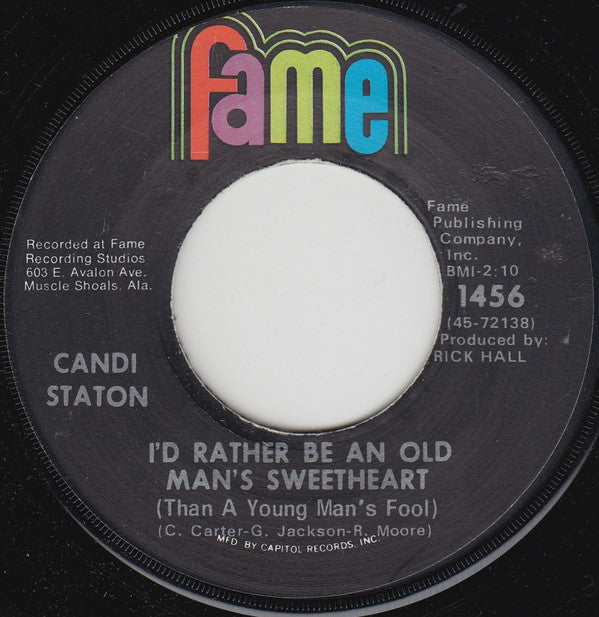 fame
Recorded at Fame
Recording Studios
603 E. Avalon Ave.
Muscle Shoals, Ala.
Fame
Publishing
Company,
Inc.
BMI-2:10
1456
(45-72138)
Produced by:
RICK HALL
CANDI
STATON
I'D RATHER BE AN OLD
MAN'S SWEETHEART
(Than A Young Man's Fool)
(C. Carter-G. Jackson-R. Moore)
MFD BY CAPITOL RECORDS, INC.